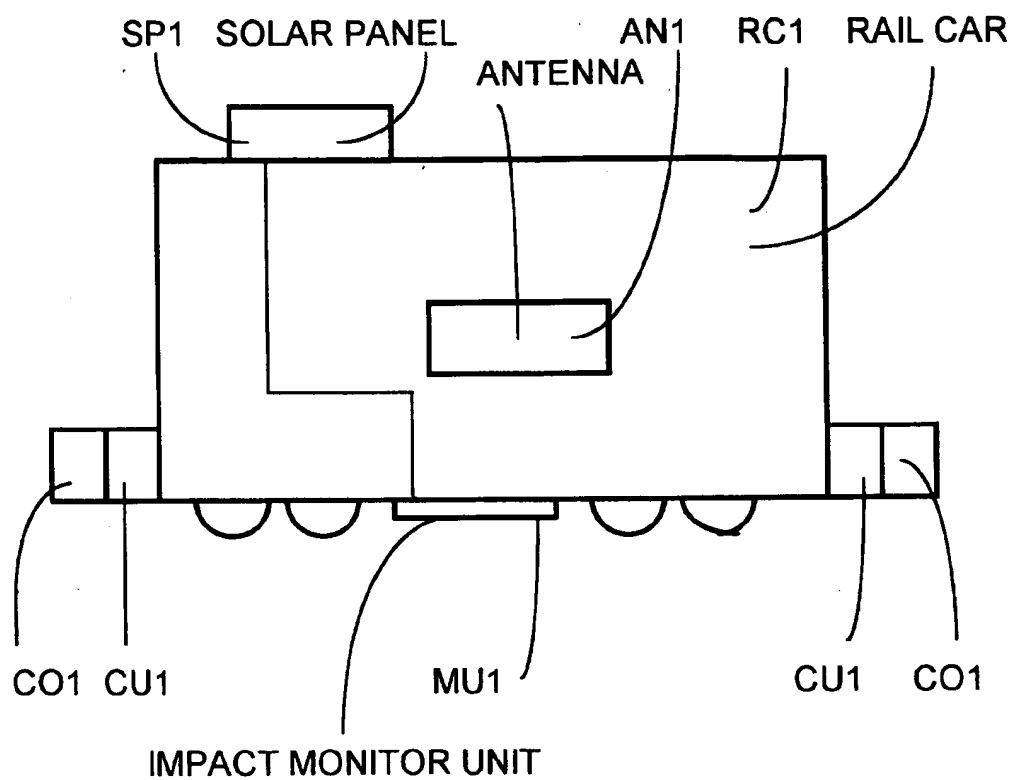 SP1 SOLAR PANEL AN1 RC1 RAIL CAR
ANTENNA
CO1 CU1 MU1 CU1 CO1
IMPACT MONITOR UNIT